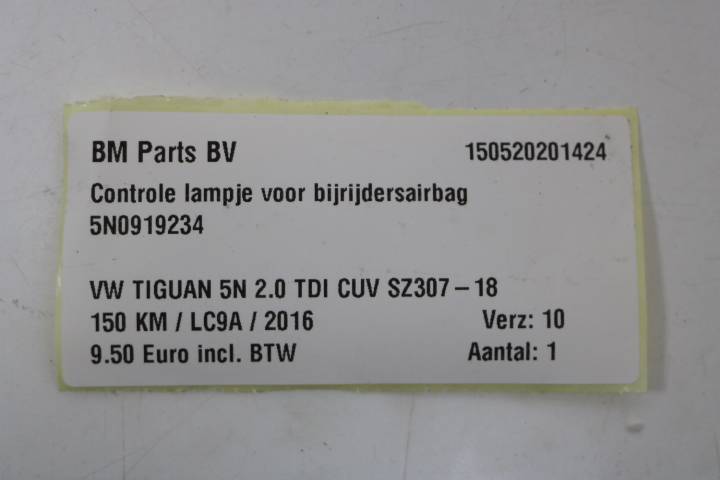 BM Parts BV 150520201424
Controle lampje voor bijrijdersairbag
5N0919234
VW TIGUAN 5N 2.0 TDI CUV SZ307-18
150 KM / LC9A / 2016 Verz: 10
9.50 Euro incl. BTW Aantal: 1